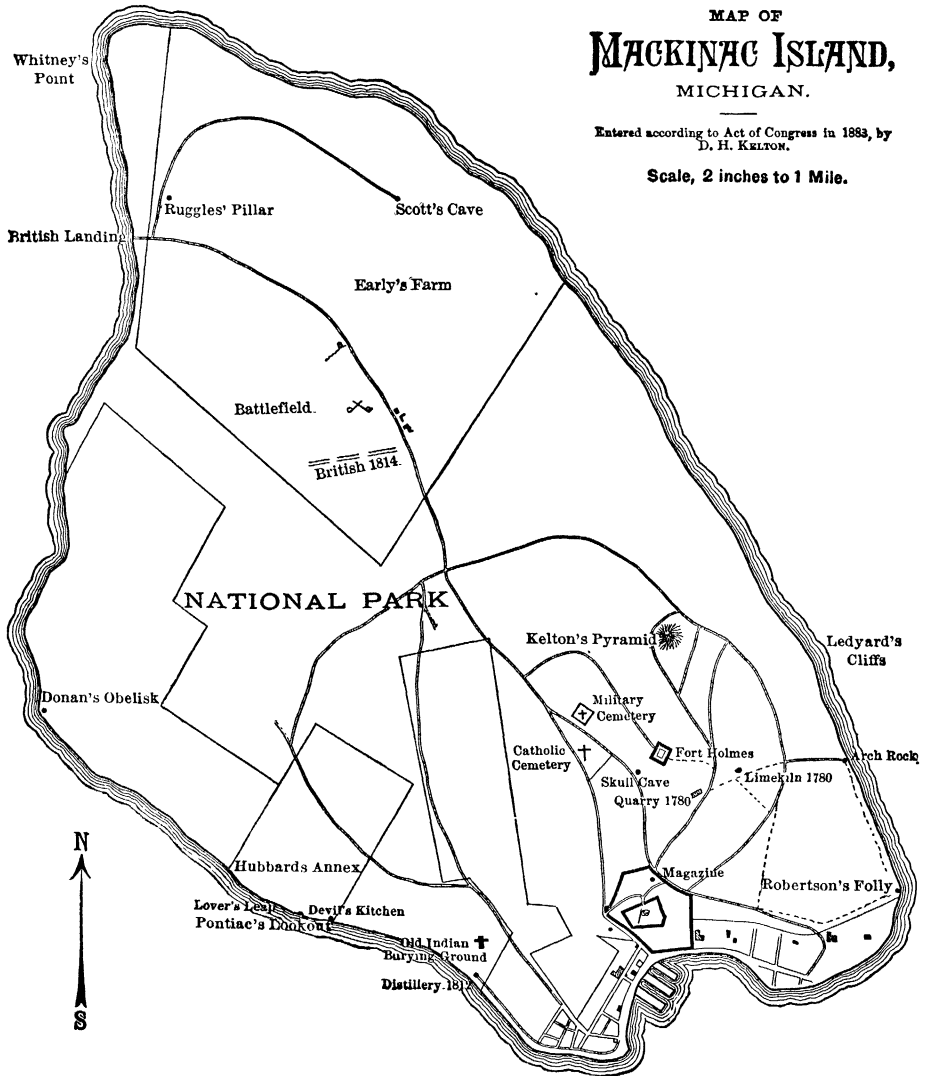 MAP OF
MACKINAC ISLAND,
MICHIGAN.
Entered according to Act of Congress in 1883, by
D. H. KELTON.
Scale, 2 inches to 1 Mile.
Whitney's
Point
Ruggles' Pillar
Scott's Cave
British Landing
Early's Farm
Battlefield.
British 1814.
NATIONAL PARK
Kelton's Pyramid
Ledyard's
Cliffs
Donan's Obelisk
Military
Cemetery
Catholic
Cemetery
Fort Holmes
Arch Rock
Skull Cave
Limekiln 1780
Quarry 1780
N
Hubbards Annex
Magazine
Robertson's Folly
Lover's Leap
Devil's Kitchen
Pontiac's Lookout
Old Indian
Burying Ground
Distillery 1812
S